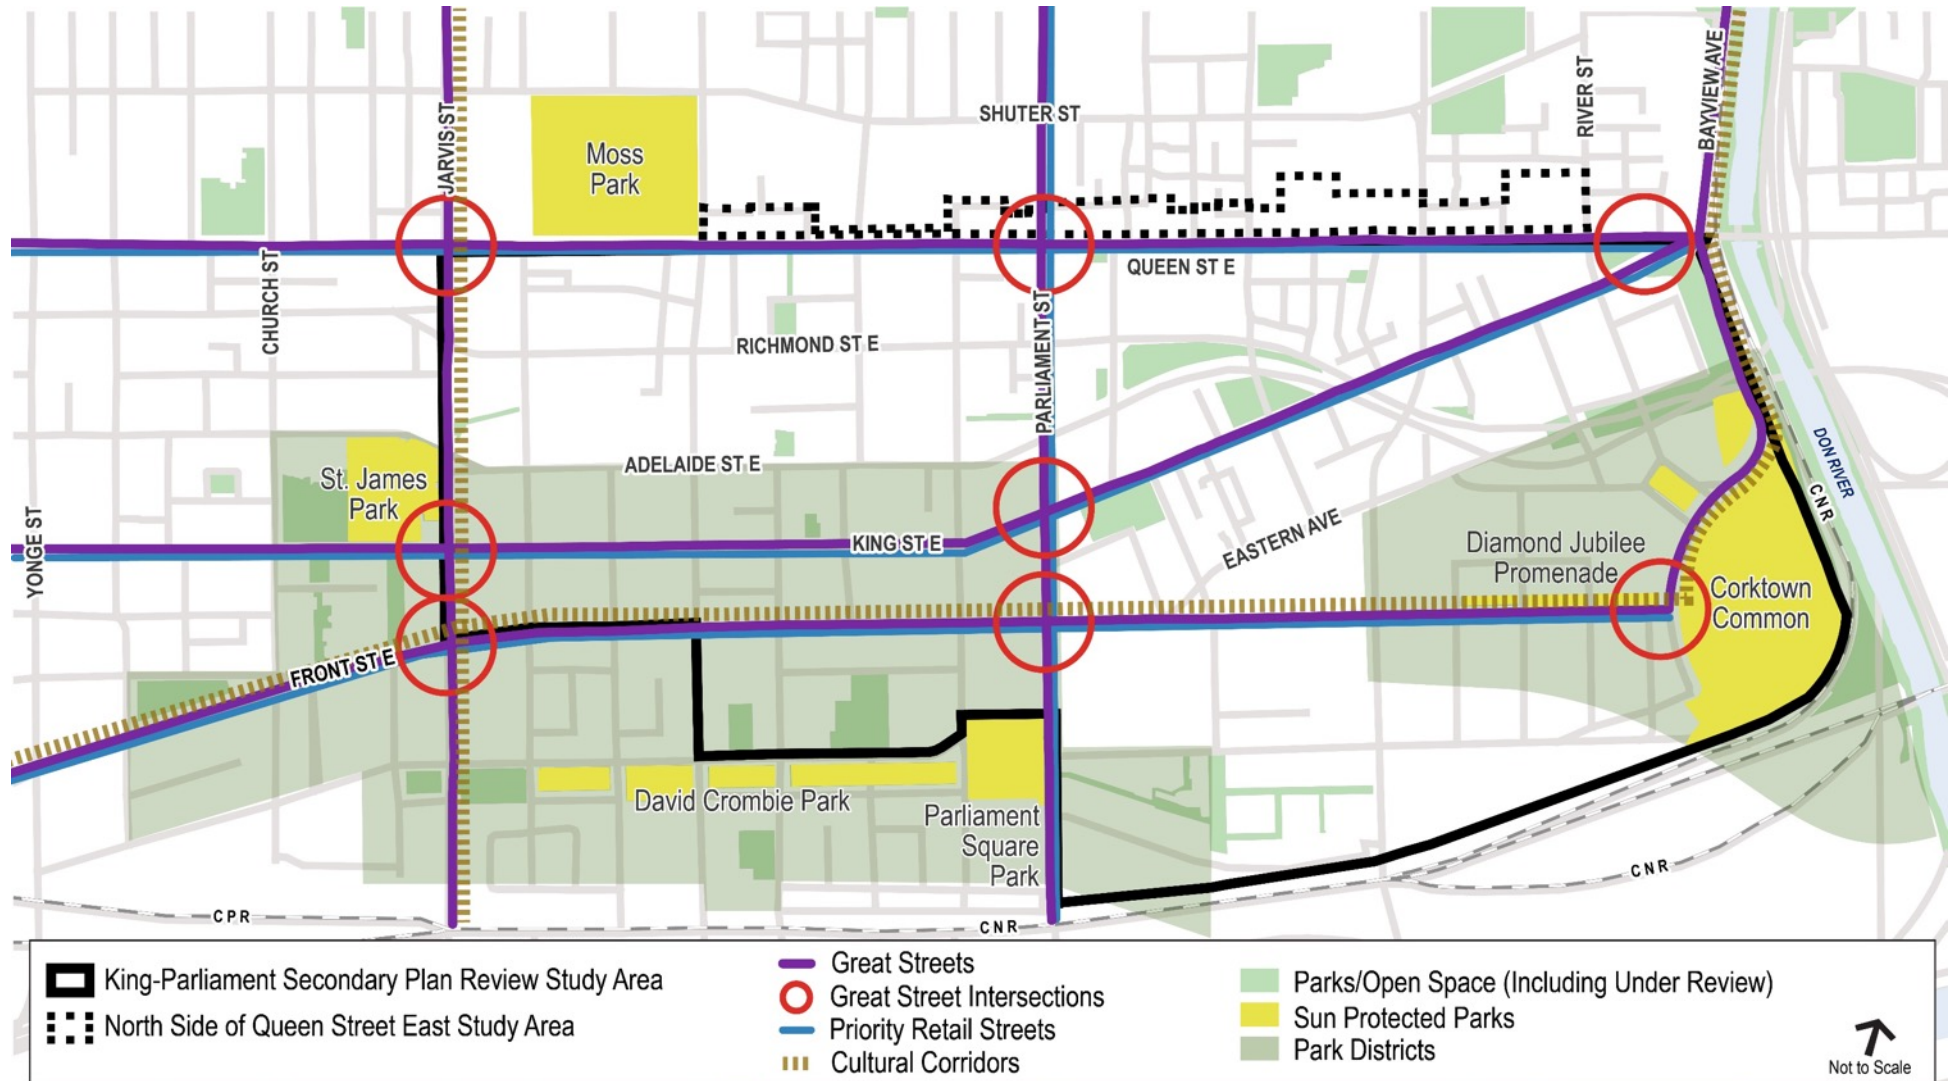 JARVIS ST
SHUTER ST
RIVER ST
BAYVIEW AVE
Moss
Park
CHURCH ST
QUEEN ST E
PARLIAMENT ST
RICHMOND ST E
ADELAIDE ST E
St. James
Park
DON RIVER
CNR
YONGE ST
KING ST E
EASTERN AVE
Diamond Jubilee
Promenade
Corktown
Common
FRONT ST E
David Crombie Park
Parliament
Square
Park
CNR
CPR
CNR
King-Parliament Secondary Plan Review Study Area
North Side of Queen Street East Study Area
Great Streets
Great Street Intersections
Priority Retail Streets
Cultural Corridors
Parks/Open Space (Including Under Review)
Sun Protected Parks
Park Districts
Not to Scale